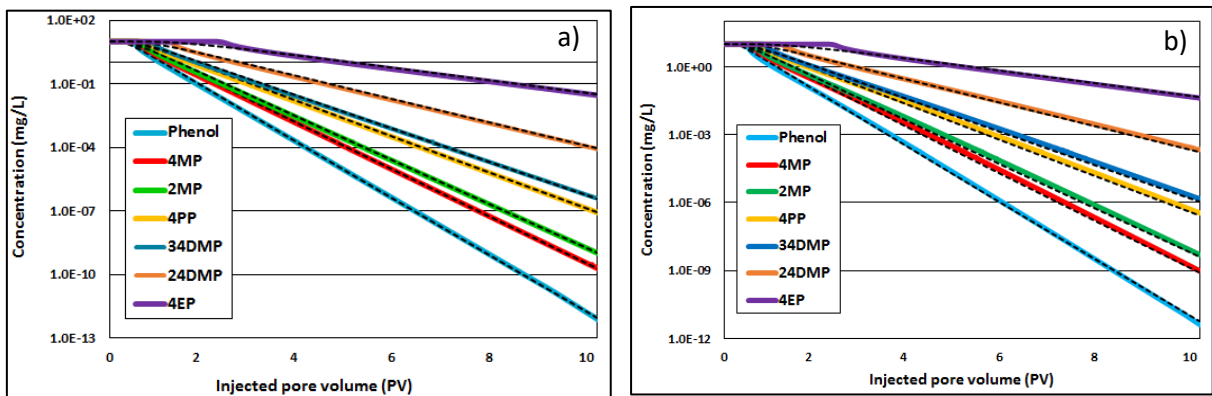 a)
1.0E+02
1.0E-01
1.0E-04
1.0E-07
1.0E-10
1.0E-13
Concentration (mg/L)
Phenol
4MP
2MP
4PP
34DMP
24DMP
4EP
0 2 4 6 8 10
Injected pore volume (PV)
b)
1.0E+00
1.0E-03
1.0E-06
1.0E-09
1.0E-12
Concentration (mg/L)
Phenol
4MP
2MP
4PP
34DMP
24DMP
4EP
0 2 4 6 8 10
Injected pore volume (PV)